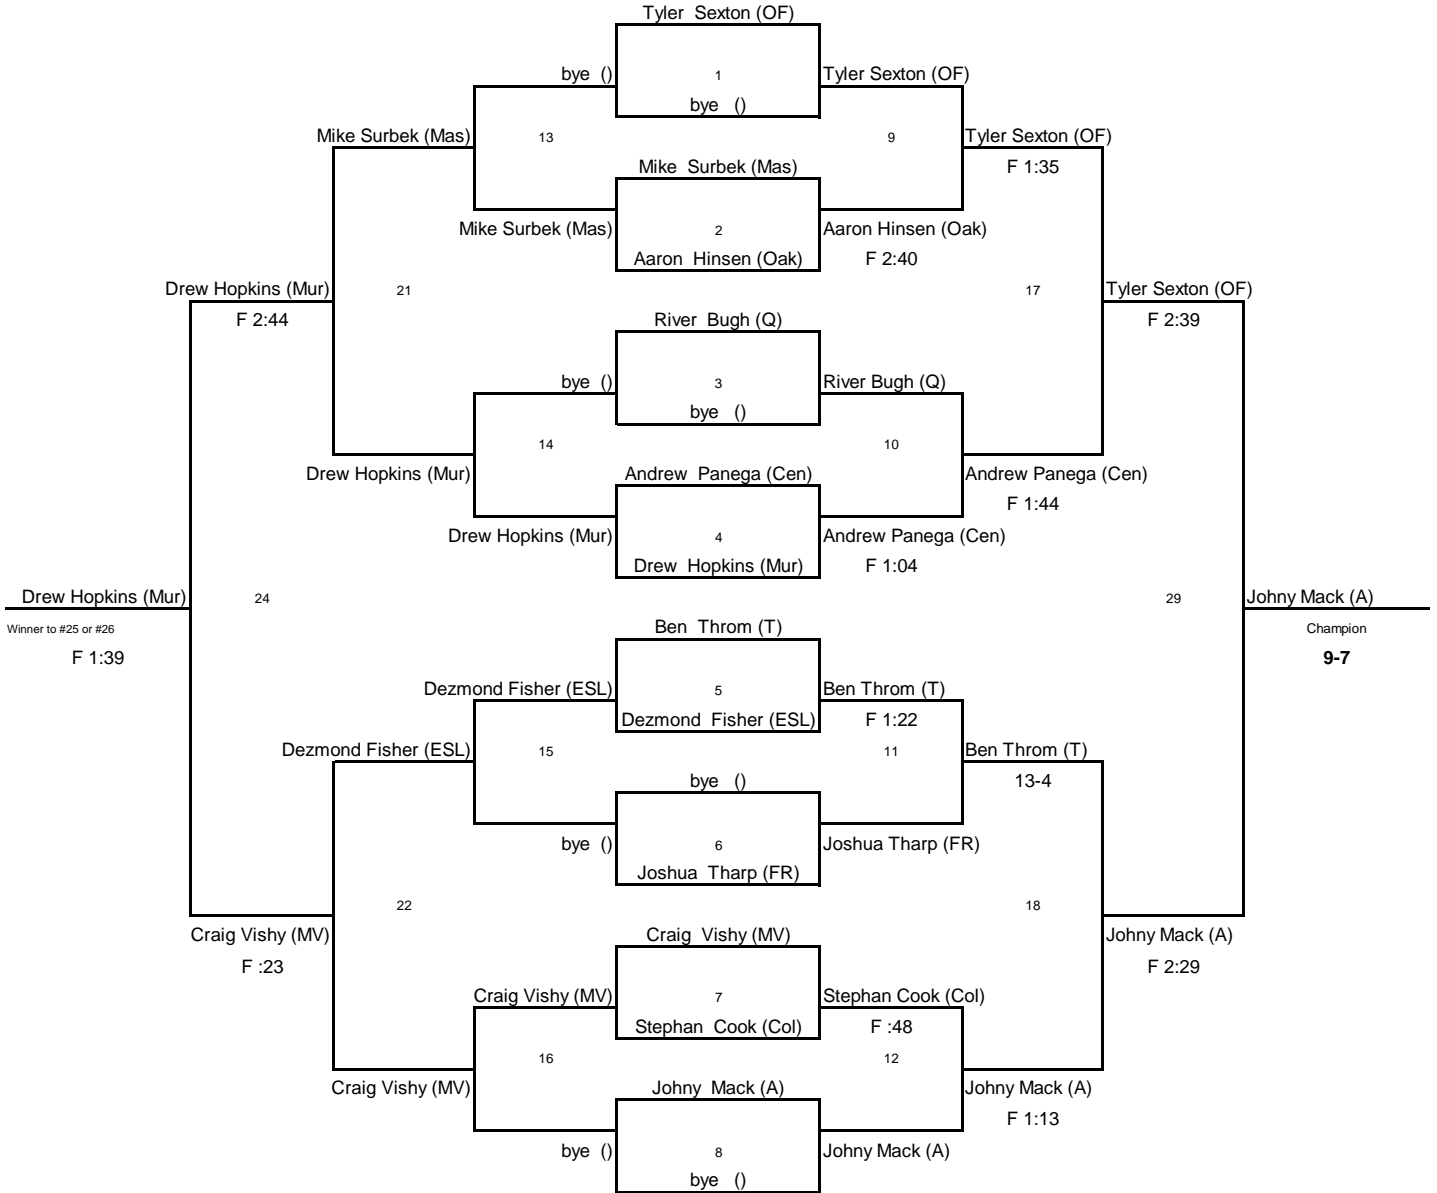 Tyler  Sexton (OF)
bye  ()
1
Tyler Sexton (OF)
bye   ()
Mike Surbek (Mas)
13
9
Tyler Sexton (OF)
Mike  Surbek (Mas)
F 1:35
Mike Surbek (Mas)
2
Aaron Hinsen (Oak)
Aaron  Hinsen (Oak)
F 2:40
Drew Hopkins (Mur)
21
17
Tyler Sexton (OF)
F 2:44
River  Bugh (Q)
F 2:39
bye  ()
3
River Bugh (Q)
bye   ()
14
10
Drew Hopkins (Mur)
Andrew  Panega (Cen)
Andrew Panega (Cen)
F 1:44
Drew Hopkins (Mur)
4
Andrew Panega (Cen)
Drew  Hopkins (Mur)
F 1:04
Drew Hopkins (Mur)
24
29
Johny Mack (A)
Winner to #25 or #26
Ben  Throm (T)
Champion
F 1:39
9-7
Dezmond Fisher (ESL)
5
Ben Throm (T)
Dezmond  Fisher (ESL)
F 1:22
Dezmond Fisher (ESL)
15
11
Ben Throm (T)
bye   ()
13-4
bye  ()
6
Joshua Tharp (FR)
Joshua  Tharp (FR)
22
18
Craig Vishy (MV)
Craig  Vishy (MV)
Johny Mack (A)
F :23
F 2:29
Craig Vishy (MV)
7
Stephan Cook (Col)
Stephan  Cook (Col)
F :48
16
12
Craig Vishy (MV)
Johny  Mack (A)
Johny Mack (A)
F 1:13
bye  ()
8
Johny Mack (A)
bye   ()